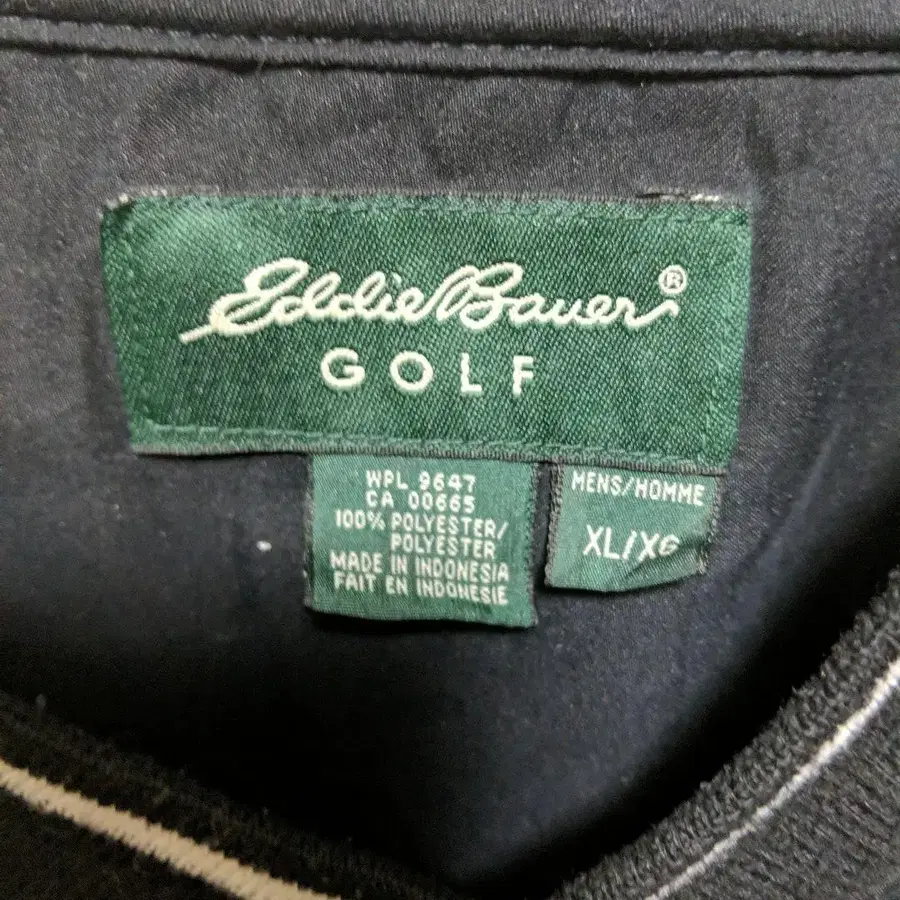 Eddie Bauer®
GOLF
WPL 9647
CA 00665
100% POLYESTER/
POLYESTER
MADE IN INDONESIA
FAIT EN INDONESIE
MENS/HOMME
XL/XG